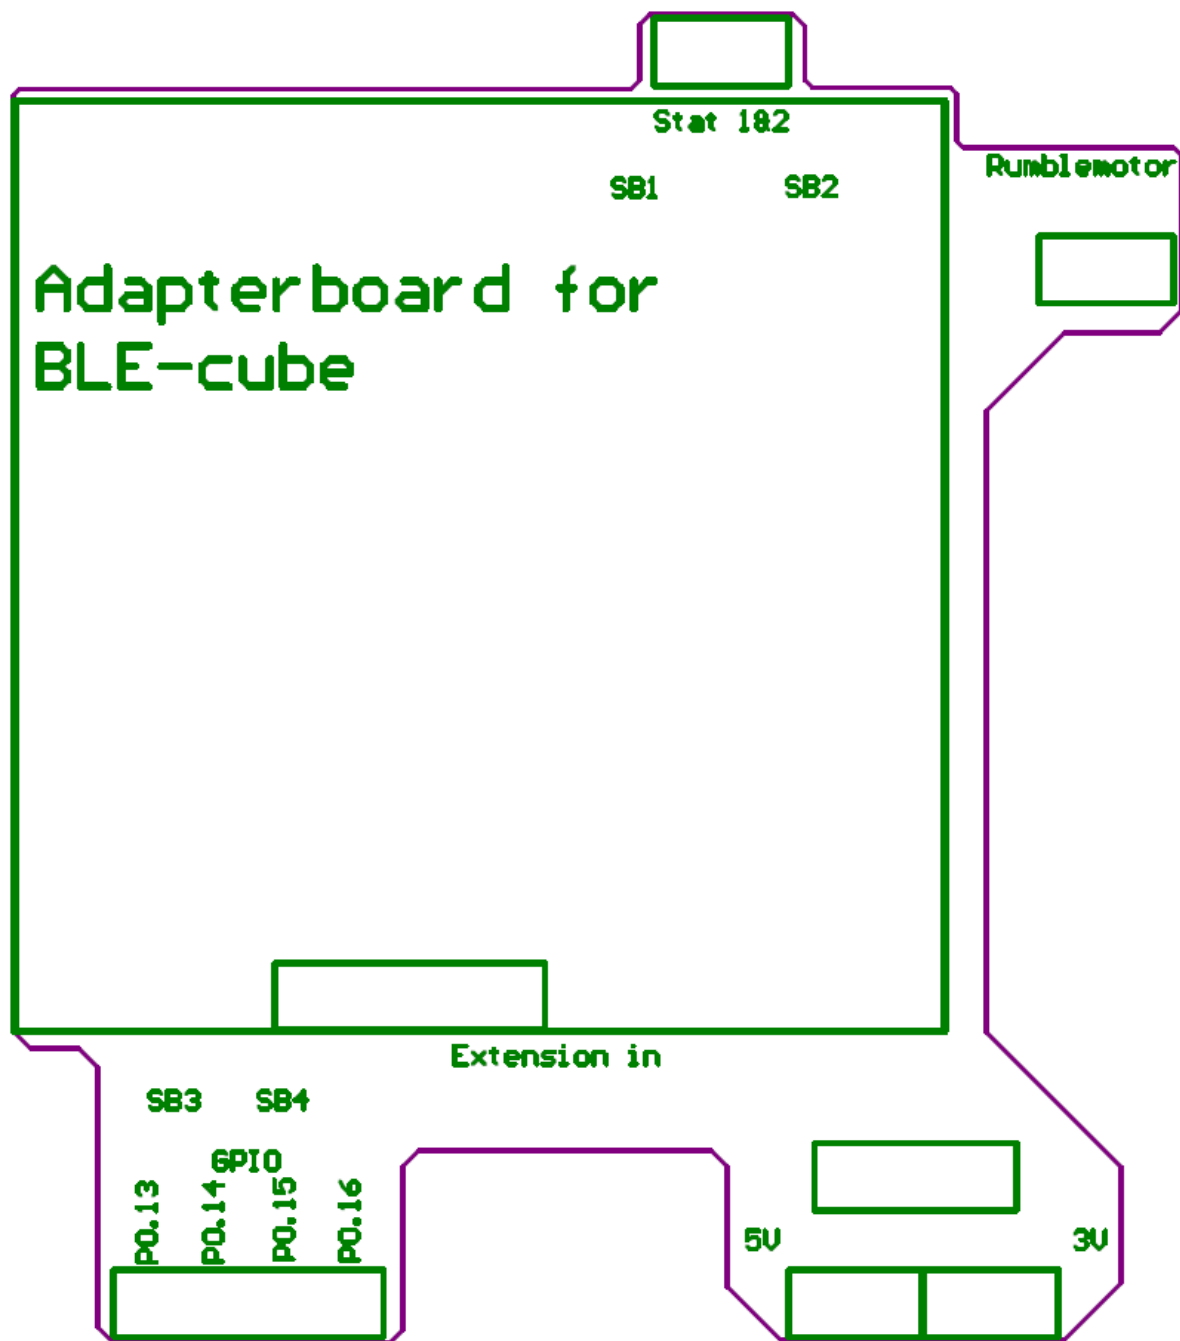 Stat 1&2
Rumblemotor
SB1 SB2
Adapterboard for
BLE-cube
Extension in
SB3 SB4
GPIO
P0.13 P0.14 P0.15 P0.16
5V 3V